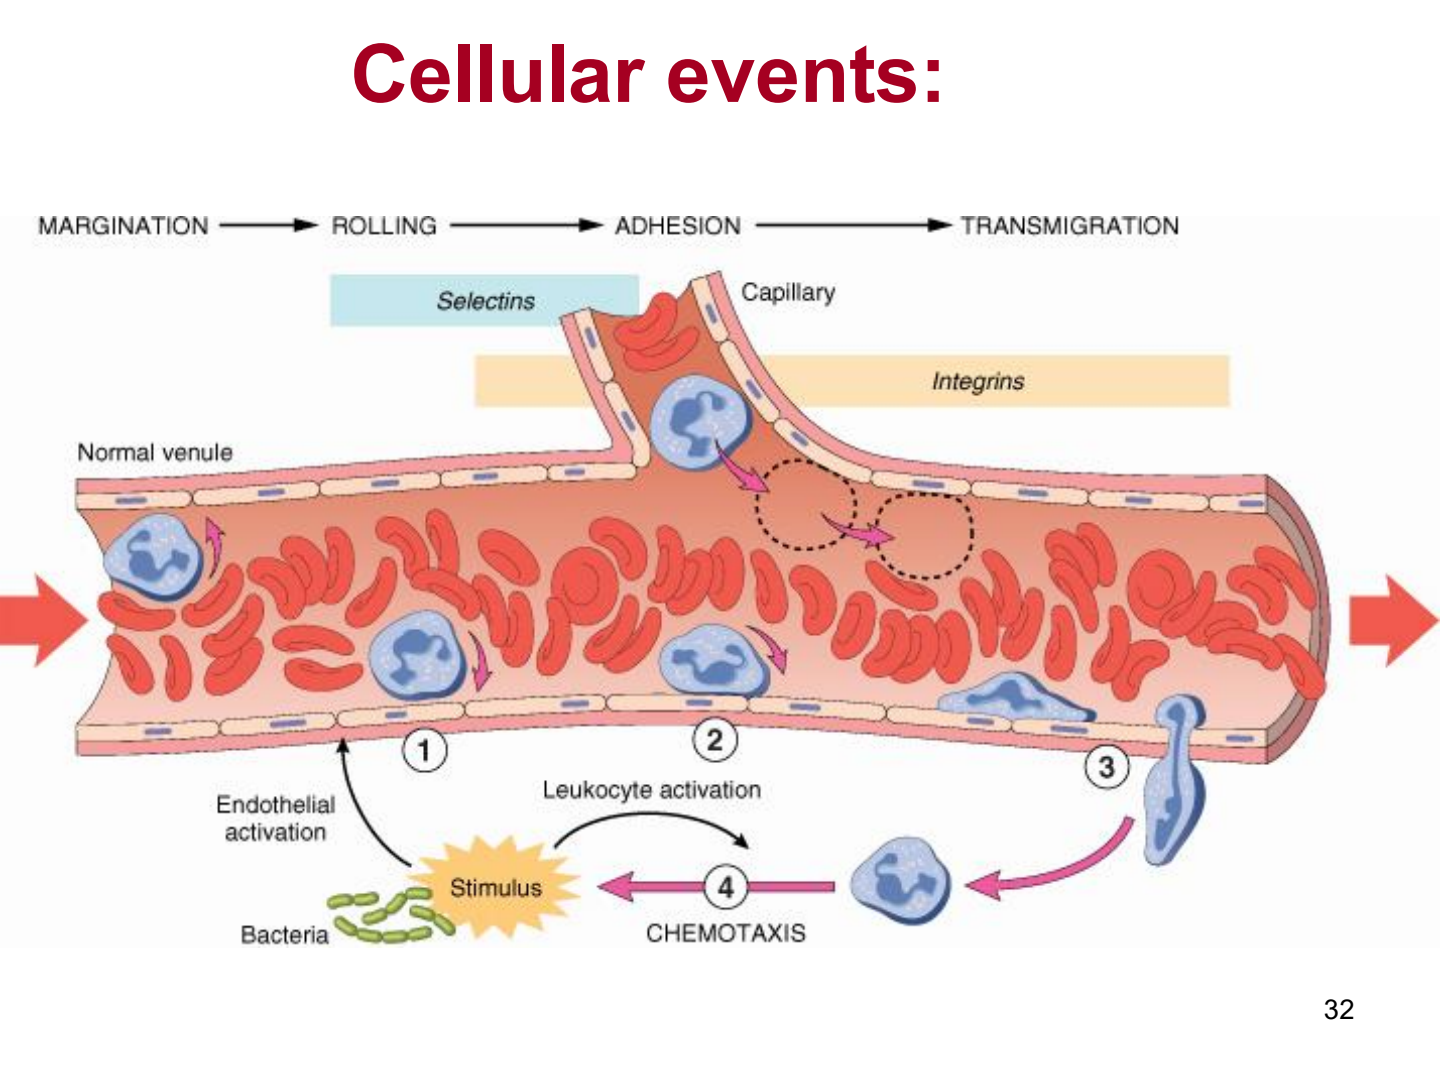 Cellular events:
MARGINATION ROLLING ADHESION TRANSMIGRATION
Selectins
Capillary
Integrins
Normal venule
1
2
3
Endothelial
activation
Leukocyte activation
Stimulus
4
Bacteria
CHEMOTAXIS
32